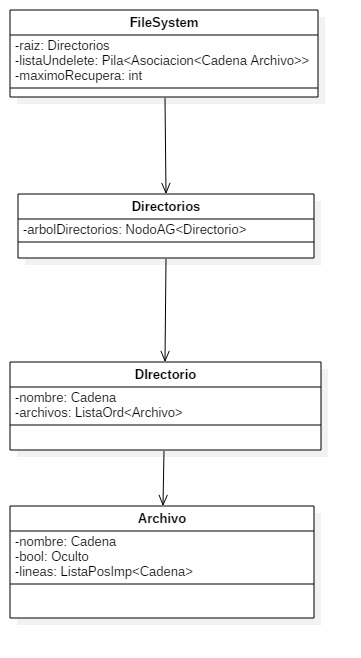 FileSystem
-raiz: Directorios
-listaUndelete: Pila<Asociacion<Cadena Archivo>>
-maximoRecupera: int
Directorios
-arbolDirectorios: NodoAG<Directorio>
DIrectorio
-nombre: Cadena
-archivos: ListaOrd<Archivo>
Archivo
-nombre: Cadena
-bool: Oculto
-lineas: ListaPosImp<Cadena>